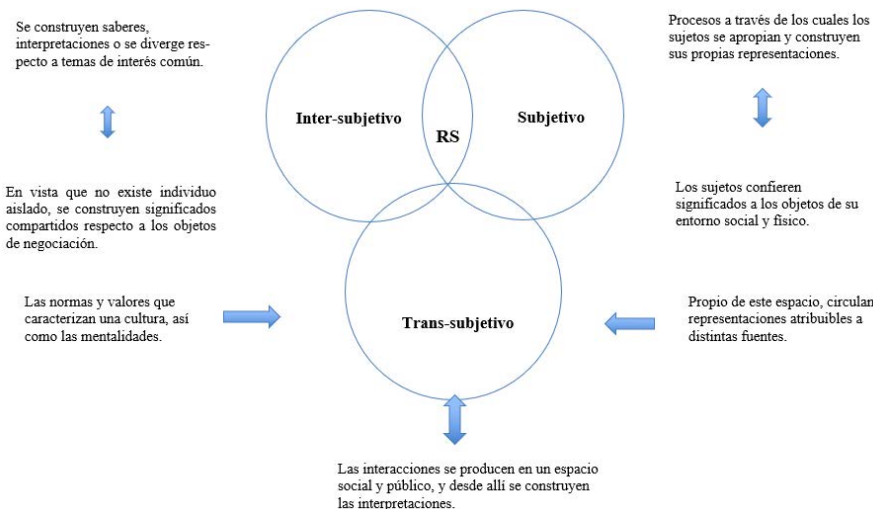 Se construyen saberes,
interpretaciones o se diverge res-
pecto a temas de interés común.
En vista que no existe individuo
aislado, se construyen significados
compartidos respecto a los objetos
de negociación.
Inter-subjetivo
RS
Subjetivo
Procesos a través de los cuales los
sujetos se apropian y construyen
sus propias representaciones.
Los sujetos confieren
significados a los objetos de su
entorno social y físico.
Las normas y valores que
caracterizan una cultura, así
como las mentalidades.
Trans-subjetivo
Propio de este espacio, circulan
representaciones atribuibles a
distintas fuentes.
Las interacciones se producen en un espacio
social y público, y desde allí se construyen
las interpretaciones.